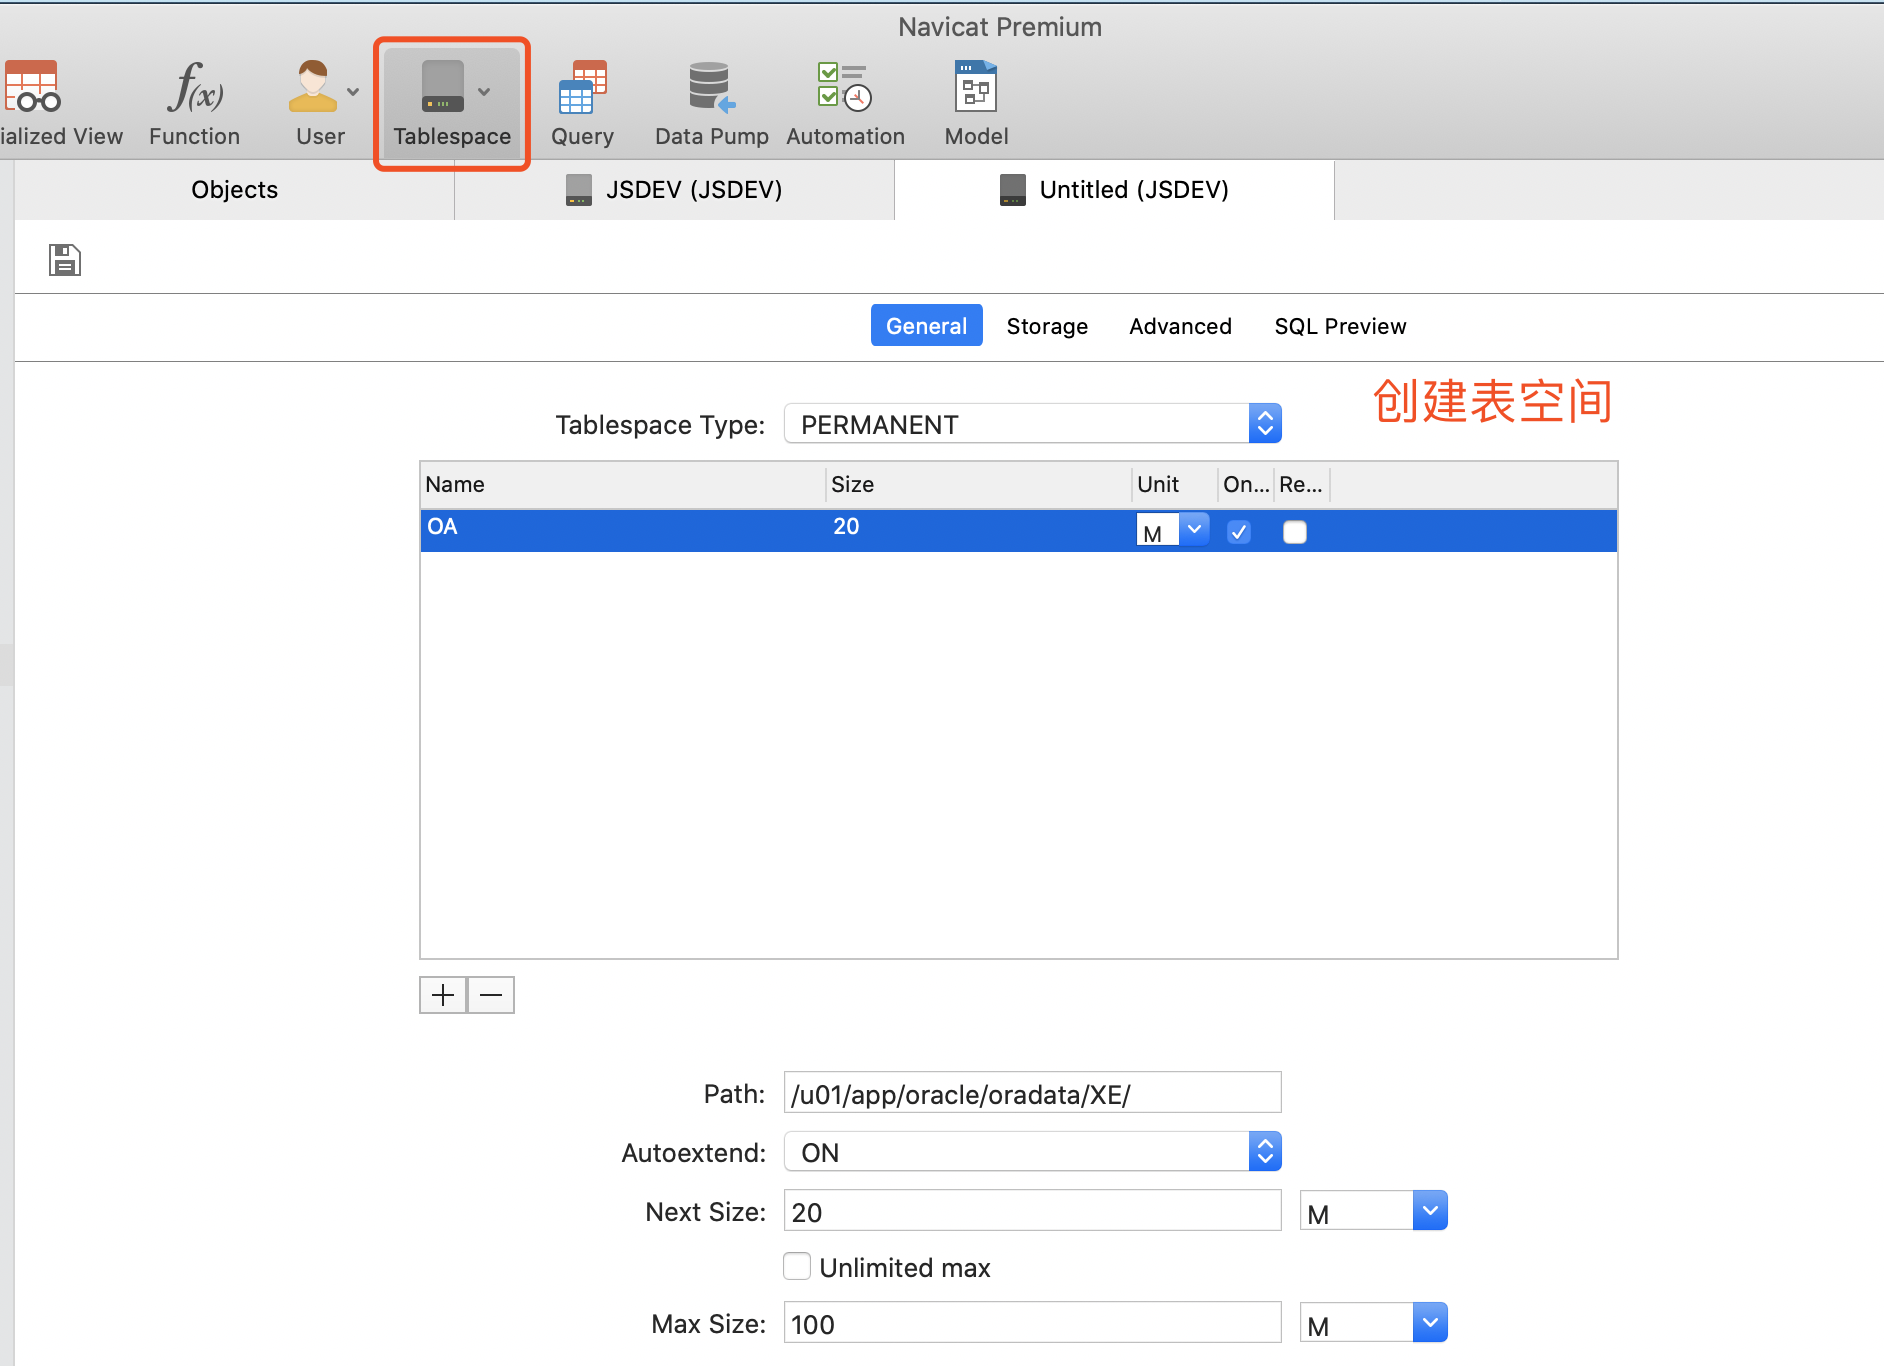 Navicat Premium
ialized View
Function
User
Tablespace
Query
Data Pump
Automation
Model
Objects
JSDEV (JSDEV)
Untitled (JSDEV)
General
Storage
Advanced
SQL Preview
创建表空间
Tablespace Type: PERMANENT
Name Size Unit On... Re...
OA 20 M
Path: /u01/app/oracle/oradata/XE/
Autoextend: ON
Next Size: 20 M
Unlimited max
Max Size: 100 M